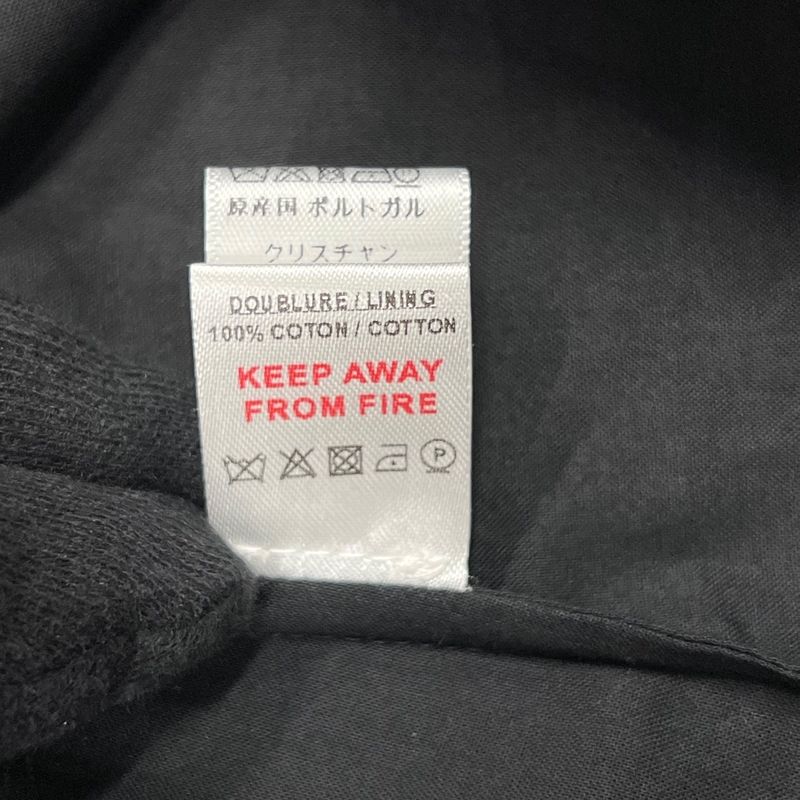 原産国 ポルトガル
クリスチャン
DOUBLURE / LINING
100% COTON / COTTON
KEEP AWAY
FROM FIRE
P